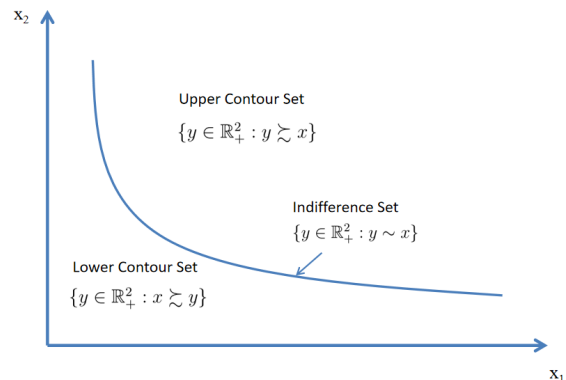 x₂
Upper Contour Set
{y ∈ ℝ²₊ : y ≿ x}
Indifference Set
{y ∈ ℝ²₊ : y ∼ x}
Lower Contour Set
{y ∈ ℝ²₊ : x ≿ y}
x₁